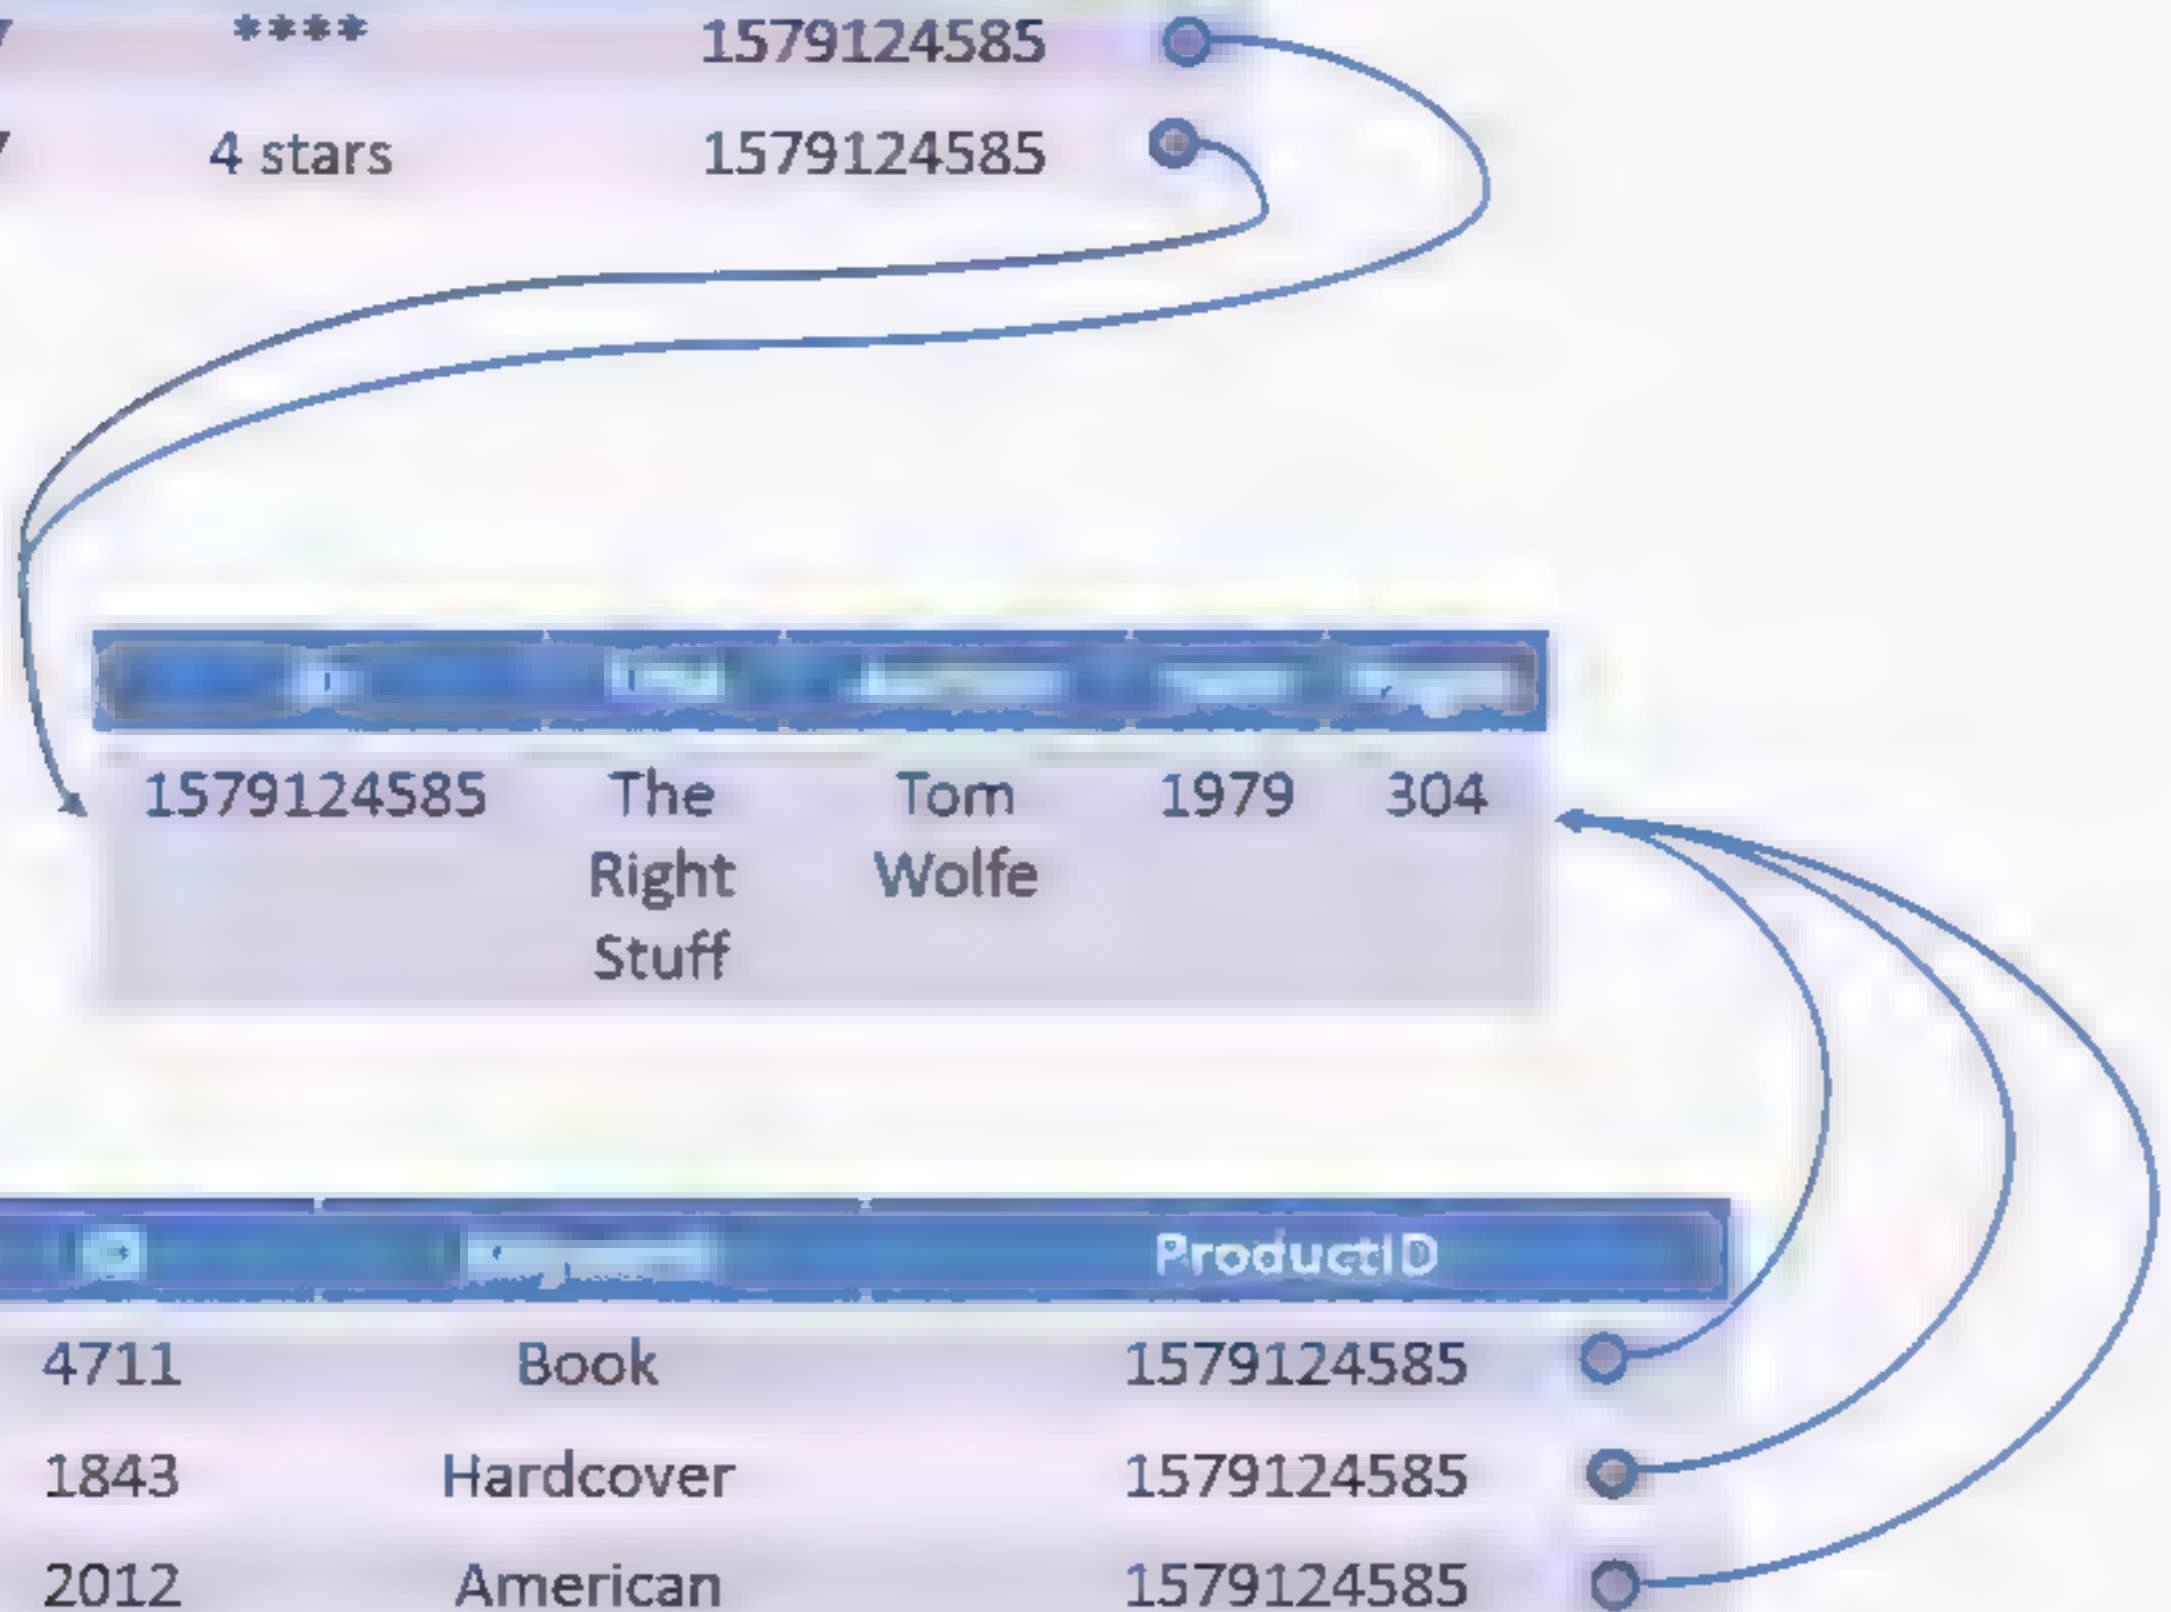 **** 1579124585
4 stars 1579124585
1579124585 The Tom 1979 304
Right Wolfe
Stuff
ProductID
4711 Book 1579124585
1843 Hardcover 1579124585
2012 American 1579124585